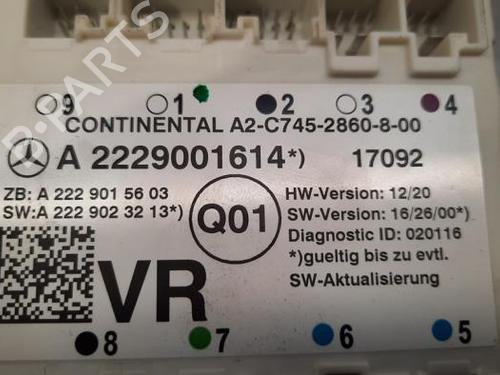 9 1 2 3 4
CONTINENTAL A2-C745-2860-8-00
A 2229001614*) 17092
ZB: A 222 901 56 03
SW:A 222 902 32 13*)
Q01
HW-Version: 12/20
SW-Version: 16/26/00*)
Diagnostic ID: 020116
*)gueltig bis zu evtl.
SW-Aktualisierung
VR
8 7 6 5
B-PARTS